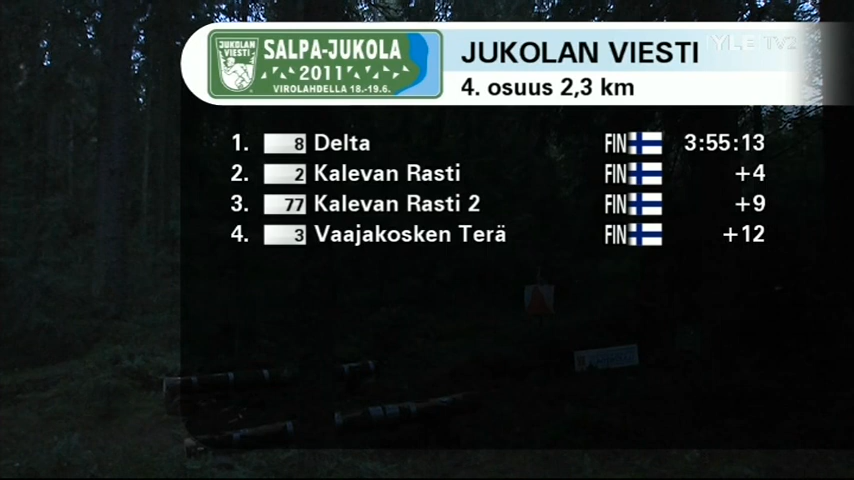 JUKOLAN VIESTI
SALPA-JUKOLA
2011
VIROLAHDELLA 18.-19.6.
JUKOLAN VIESTI
YLE TV2
4. osuus 2,3 km
1. 8 Delta FIN 3:55:13
2. 2 Kalevan Rasti FIN +4
3. 77 Kalevan Rasti 2 FIN +9
4. 3 Vaajakosken Terä FIN +12